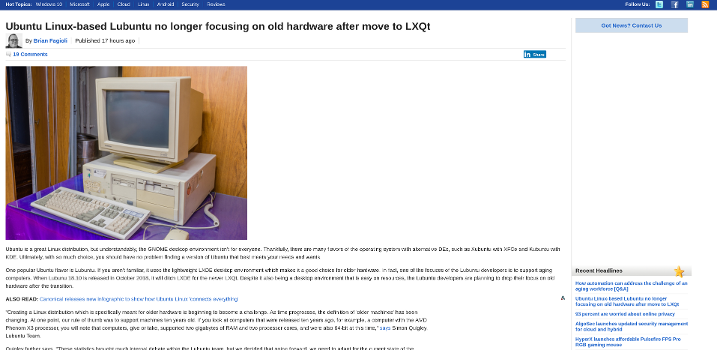 Hot Topics: Windows 10 Microsoft Apple Cloud Linux Android Security Reviews
Follow Us:
Ubuntu Linux-based Lubuntu no longer focusing on old hardware after move to LXQt
By Brian Fagioli Published 17 hours ago
19 Comments
in Share
Got News? Contact Us
Ubuntu is a great Linux distribution, but understandably, the GNOME desktop environment isn't for everyone. Thankfully, there are many flavors of the operating system with alternative DEs, such as Xubuntu with XFCE and Kubuntu with
KDE. Ultimately, with so much choice, you should have no problem finding a version of Ubuntu that best meets your needs and wants.
One popular Ubuntu flavor is Lubuntu. If you aren't familiar, it uses the lightweight LXDE desktop environment which makes it a good choice for older hardware. In fact, one of the focuses of the Lubuntu developers is to support aging
computers. When Lubuntu 18.10 is released in October 2018, it will ditch LXDE for the newer LXQt. Despite it also being a desktop environment that is easy on resources, the Lubuntu developers are planning to drop their focus on old
hardware after the transition.
ALSO READ: Canonical releases new infographic to show how Ubuntu Linux 'connects everything'
"Creating a Linux distribution which is specifically meant for older hardware is beginning to become a challenge. As time progresses, the definition of 'older machines' has been
changing. At one point, our rule of thumb was to support machines ten years old. If you look at computers that were released ten years ago, for example, a computer with the AMD
Phenom X3 processor, you will note that computers, give or take, supported two gigabytes of RAM and two processor cores, and were also 64-bit at this time," says Simon Quigley,
Lubuntu Team.
Quigley further says, "These statistics brought much internal debate within the Lubuntu team, but we decided that going forward, we need to adapt for the current state of the
Recent Headlines
How automation can address the challenge of an
aging workforce [Q&A]
Ubuntu Linux-based Lubuntu no longer
focusing on old hardware after move to LXQt
93 percent are worried about online privacy
AlgoSec launches updated security management
for cloud and hybrid
HyperX launches affordable Pulsefire FPS Pro
RGB gaming mouse